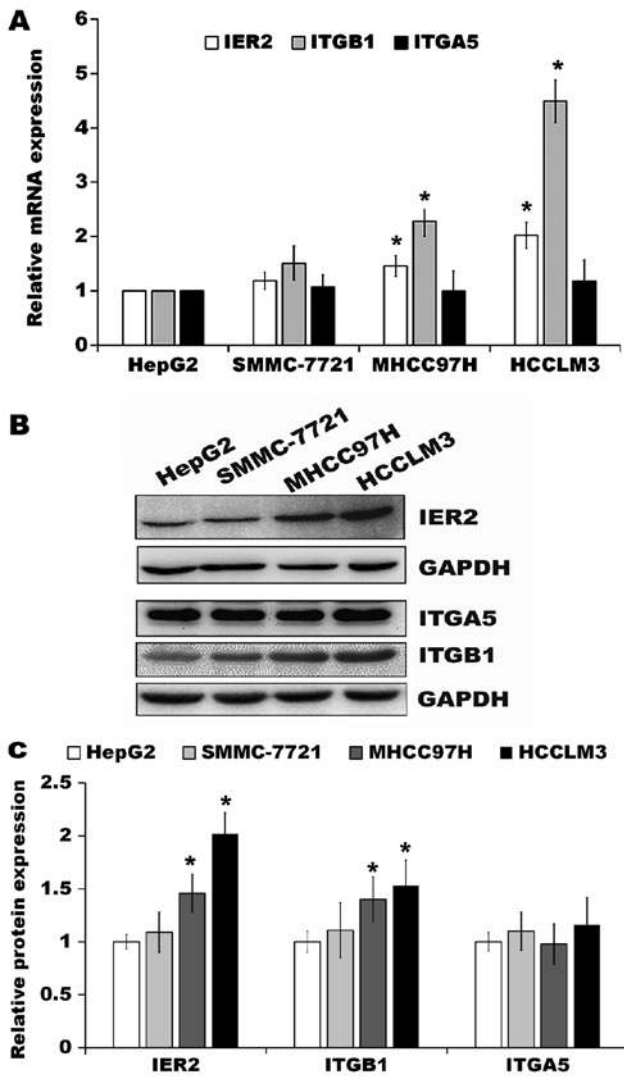 A
Relative mRNA expression
6
5
4
3
2
1
0
IER2 ITGB1 ITGA5
* * * *
HepG2 SMMC-7721 MHCC97H HCCLM3
B
HepG2 SMMC-7721 MHCC97H HCCLM3
IER2
GAPDH
ITGA5
ITGB1
GAPDH
C
HepG2 SMMC-7721 MHCC97H HCCLM3
Relative protein expression
2.5
2
1.5
1
0.5
0
* * * *
IER2 ITGB1 ITGA5